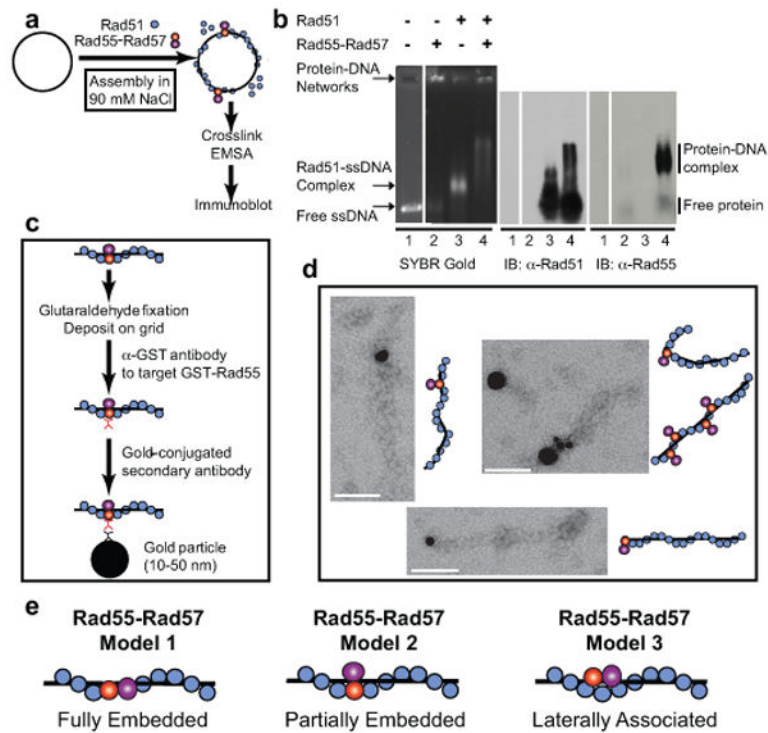 a
Rad51
Rad55-Rad57
Assembly in
90 mM NaCl
Crosslink
EMSA
Immunoblot
b
Rad51 - - + +
Rad55-Rad57 - + - +
Protein-DNA
Networks
Rad51-ssDNA
Complex
Free ssDNA
Protein-DNA
complex
Free protein
1 2 3 4 1 2 3 4 1 2 3 4
SYBR Gold IB: α-Rad51 IB: α-Rad55
c
Glutaraldehyde fixation
Deposit on grid
α-GST antibody
to target GST-Rad55
Gold-conjugated
secondary antibody
Gold particle
(10-50 nm)
d
e
Rad55-Rad57
Model 1
Fully Embedded
Rad55-Rad57
Model 2
Partially Embedded
Rad55-Rad57
Model 3
Laterally Associated